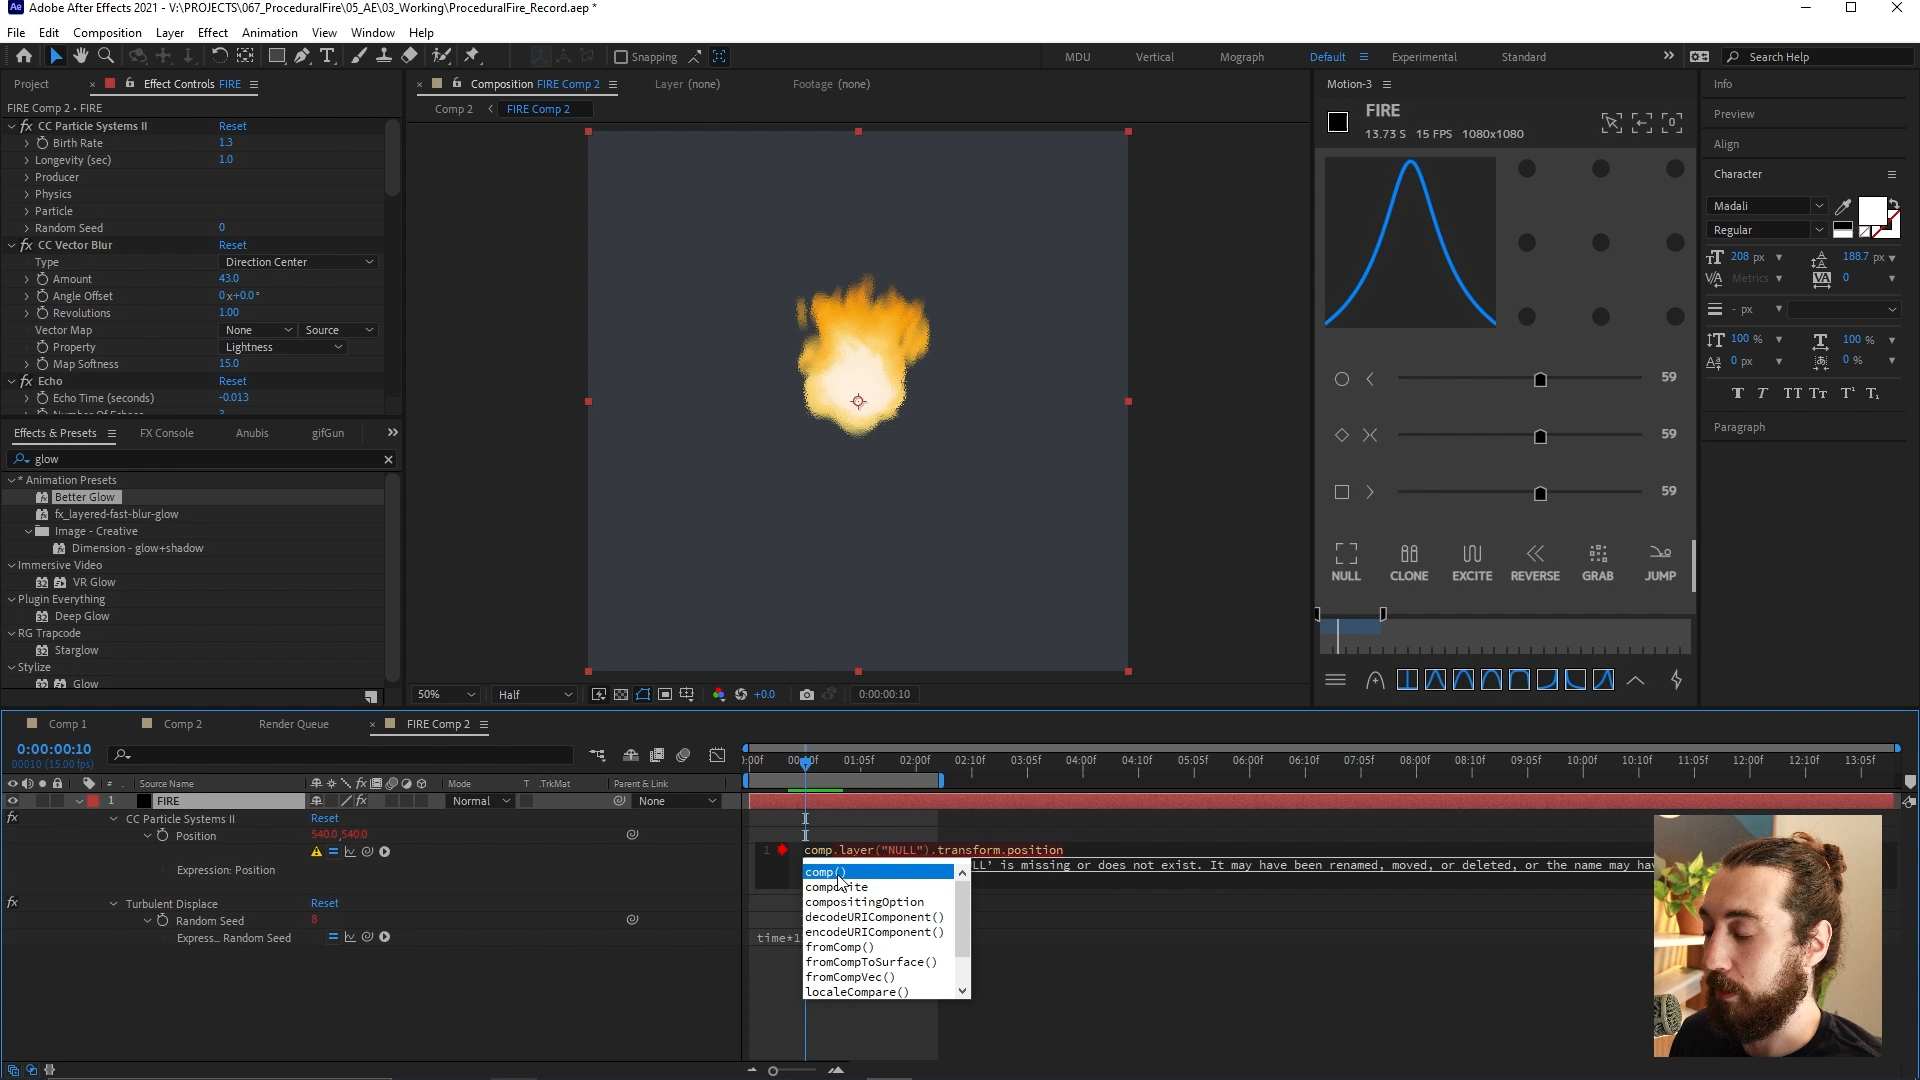 Ae Adobe After Effects 2021 - V:\PROJECTS\067_ProceduralFire\05_AE\03_Working\ProceduralFire_Record.aep *
File Edit Composition Layer Effect Animation View Window Help
Snapping
MDU Vertical Mograph Default Experimental Standard
Search Help
Project Effect Controls FIRE
FIRE Comp 2 • FIRE
fx CC Particle Systems II Reset
Birth Rate 1.3
Longevity (sec) 1.0
Producer
Physics
Particle
Random Seed 0
fx CC Vector Blur Reset
Type Direction Center
Amount 43.0
Angle Offset 0x+0.0°
Revolutions 1.00
Vector Map None Source
Property Lightness
Map Softness 15.0
fx Echo Reset
Echo Time (seconds) -0.013
Effects & Presets FX Console Anubis gifGun
glow
* Animation Presets
Better Glow
fx_layered-fast-blur-glow
Image - Creative
Dimension - glow+shadow
Immersive Video
VR Glow
Plugin Everything
Deep Glow
RG Trapcode
Starglow
Stylize
Glow
Composition FIRE Comp 2 Layer (none) Footage (none)
Comp 2 FIRE Comp 2
50% Half +0.0 0:00:00:10
Motion-3
FIRE
13.73 S 15 FPS 1080x1080
59
59
59
NULL CLONE EXCITE REVERSE GRAB JUMP
Info
Preview
Align
Character
Madali
Regular
208 px 188.7 px
Metrics 0
- px
100 % 100 %
0 px 0 %
T T TT Tt T¹ T₁
Paragraph
Comp 1 Comp 2 Render Queue FIRE Comp 2
0:00:00:10
00010 (15.00 fps)
# Source Name Mode T .TrkMat Parent & Link
1 FIRE Normal None
fx CC Particle Systems II Reset
Position 540.0,540.0
Expression: Position
fx Turbulent Displace Reset
Random Seed 8
Express... Random Seed
:00f 00:10f 01:05f 02:00f 02:10f 03:05f 04:00f 04:10f 05:05f 06:00f 06:10f 07:05f 08:00f 08:10f 09:05f 10:00f 10:10f 11:05f 12:00f 12:10f 13:05f
1 comp.layer("NULL").transform.position
LL' is missing or does not exist. It may have been renamed, moved, or deleted, or the name may ha
comp()
composite
compositingOption
decodeURIComponent()
encodeURIComponent()
fromComp()
fromCompToSurface()
fromCompVec()
localeCompare()
time*1